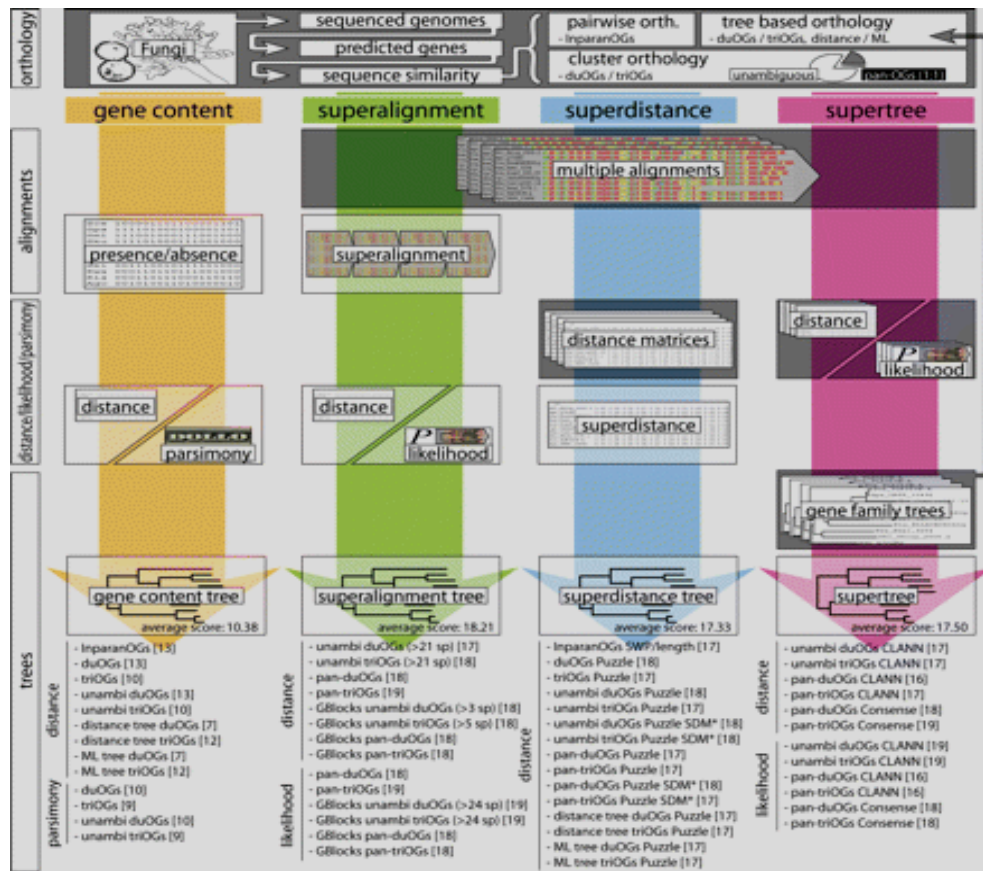 orthology
Fungi
sequenced genomes
predicted genes
sequence similarity
pairwise orth.
- InparanOGs
tree based orthology
- duOGs / triOGs, distance / ML
cluster orthology
- duOGs / triOGs
unambiguous
pan-OGs (1:1)
gene content
superalignment
superdistance
supertree
alignments
multiple alignments
presence/absence
superalignment
distance/likelihood/parsimony
distance matrices
distance
P
likelihood
distance
parsimony
distance
P
likelihood
superdistance
gene family trees
trees
gene content tree
average score: 10.38
superalignment tree
average score: 18.21
superdistance tree
average score: 17.33
supertree
average score: 17.50
distance
- InparanOGs [13]
- duOGs [13]
- triOGs [10]
- unambi duOGs [13]
- unambi triOGs [10]
- distance tree duOGs [7]
- distance tree triOGs [12]
- ML tree duOGs [7]
- ML tree triOGs [12]
parsimony
- duOGs [10]
- triOGs [9]
- unambi duOGs [10]
- unambi triOGs [9]
distance
- unambi duOGs (>21 sp) [17]
- unambi triOGs (>21 sp) [18]
- pan-duOGs [18]
- pan-triOGs [19]
- GBlocks unambi duOGs (>3 sp) [18]
- GBlocks unambi triOGs (>5 sp) [18]
- GBlocks pan-duOGs [18]
- GBlocks pan-triOGs [18]
likelihood
- pan-duOGs [18]
- pan-triOGs [19]
- GBlocks unambi duOGs (>24 sp) [19]
- GBlocks unambi triOGs (>24 sp) [19]
- GBlocks pan-duOGs [18]
- GBlocks pan-triOGs [18]
distance
- InparanOGs SWP/length [17]
- duOGs Puzzle [18]
- triOGs Puzzle [17]
- unambi duOGs Puzzle [18]
- unambi triOGs Puzzle [17]
- unambi duOGs Puzzle SDM* [18]
- unambi triOGs Puzzle SDM* [18]
- pan-duOGs Puzzle [17]
- pan-triOGs Puzzle [17]
- pan-duOGs Puzzle SDM* [18]
- pan-triOGs Puzzle SDM* [17]
- distance tree duOGs Puzzle [17]
- distance tree triOGs Puzzle [17]
- ML tree duOGs Puzzle [17]
- ML tree triOGs Puzzle [17]
distance
- unambi duOGs CLANN [17]
- unambi triOGs CLANN [17]
- pan-duOGs CLANN [16]
- pan-triOGs CLANN [17]
- pan-duOGs Consense [18]
- pan-triOGs Consense [19]
likelihood
- unambi duOGs CLANN [19]
- unambi triOGs CLANN [19]
- pan-duOGs CLANN [16]
- pan-triOGs CLANN [16]
- pan-duOGs Consense [18]
- pan-triOGs Consense [18]